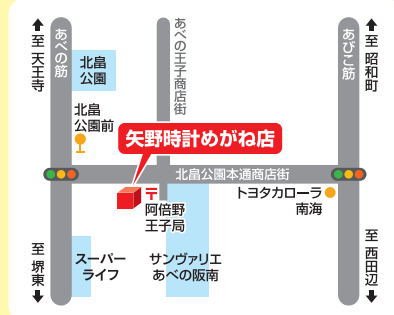 至 天王寺
あべの筋
北畠
公園
あべの王子商店街
あびこ筋
至 昭和町
北畠
公園前
矢野時計めがね店
北畠公園本通商店街
〒
阿倍野
王子局
トヨタカローラ
南海
至 堺東
スーパー
ライフ
サンヴァリエ
あべの阪南
至 西田辺